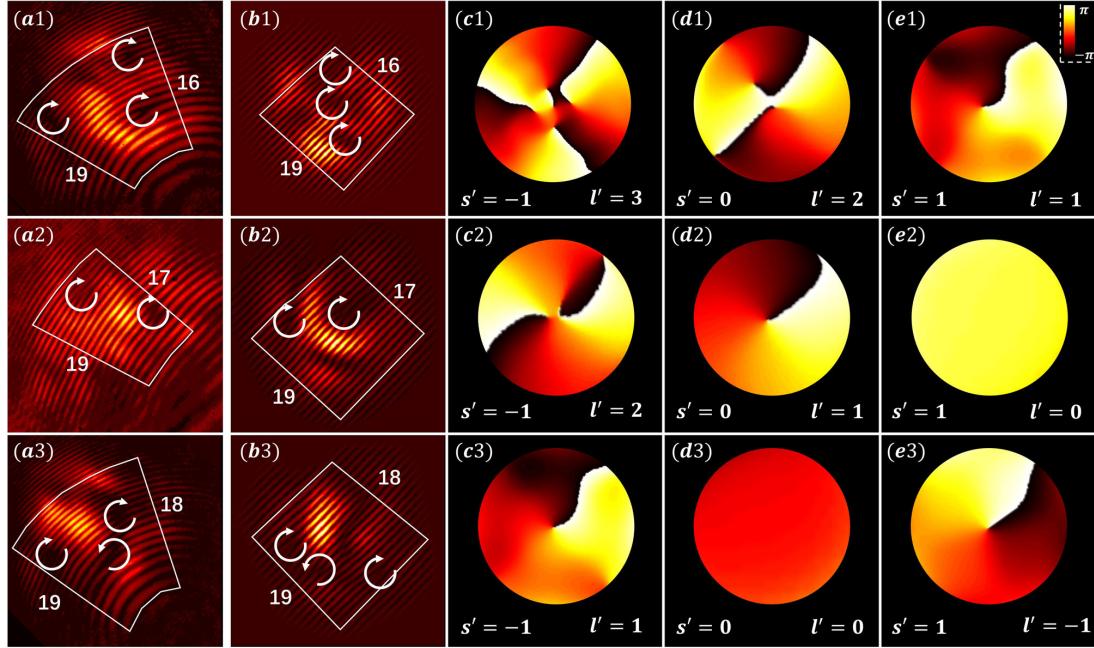 (a1) (b1) (c1) (d1) (e1) π
−π
16 16
19 19
s′ = −1 l′ = 3 s′ = 0 l′ = 2 s′ = 1 l′ = 1
(a2) (b2) (c2) (d2) (e2)
17 17
19 19
s′ = −1 l′ = 2 s′ = 0 l′ = 1 s′ = 1 l′ = 0
(a3) (b3) (c3) (d3) (e3)
18 18
19 19
s′ = −1 l′ = 1 s′ = 0 l′ = 0 s′ = 1 l′ = −1